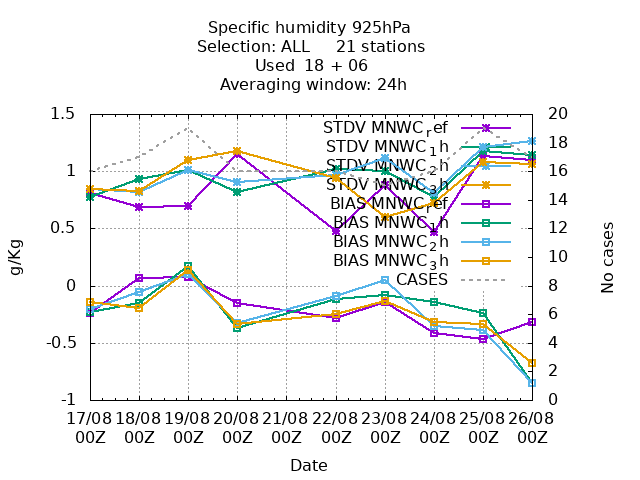 Specific humidity 925hPa
Selection: ALL 21 stations
Used 18 + 06
Averaging window: 24h
g/Kg
1.5
1
0.5
0
-0.5
-1
STDV MNWC_ref
STDV MNWC_1h
STDV MNWC_2h
STDV MNWC_3h
BIAS MNWC_ref
BIAS MNWC_1h
BIAS MNWC_2h
BIAS MNWC_3h
CASES
20
18
16
14
12
10
8
6
4
2
0
No cases
17/08 18/08 19/08 20/08 21/08 22/08 23/08 24/08 25/08 26/08
00Z 00Z 00Z 00Z 00Z 00Z 00Z 00Z 00Z 00Z
Date